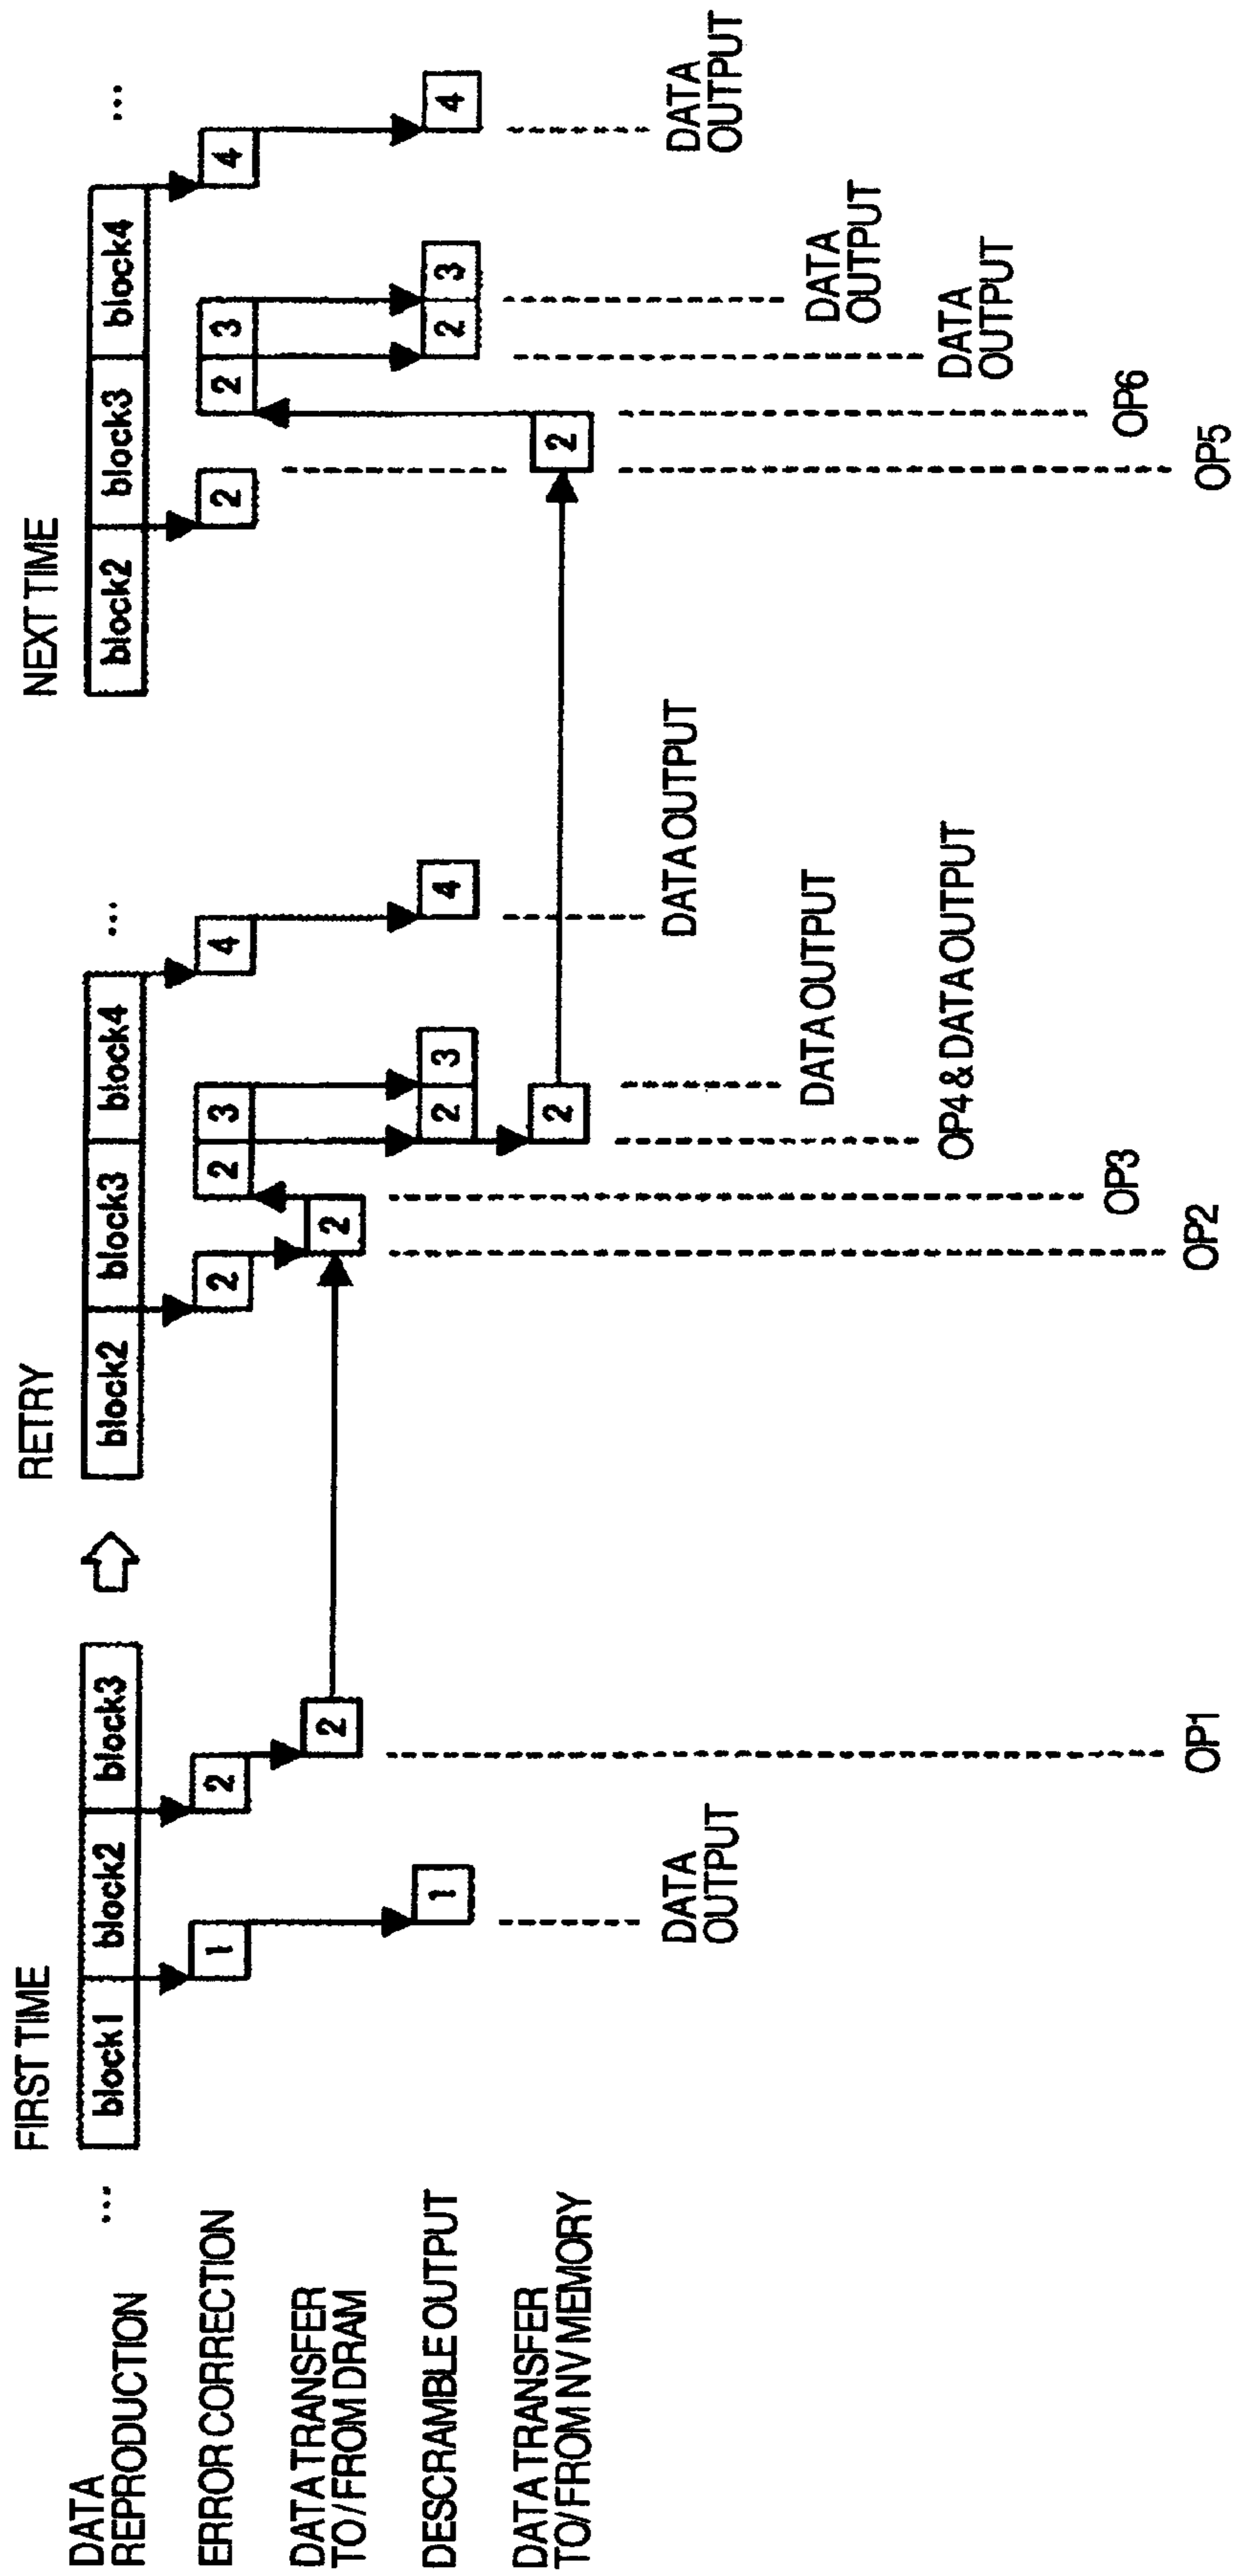 FIRST TIME
RETRY
NEXT TIME
DATA
REPRODUCTION
...
block1
block2
block3
block2
block3
block4
...
block2
block3
block4
...
ERROR CORRECTION
1
2
2
2
3
4
2
2
3
4
DATA TRANSFER
TO/FROM DRAM
2
2
DESCRAMBLE OUTPUT
1
2
3
4
2
3
4
DATA TRANSFER
TO/FROM NV MEMORY
2
2
DATA
OUTPUT
DATA OUTPUT
DATA
OUTPUT
DATA OUTPUT
DATA
OUTPUT
OP4 & DATA OUTPUT
DATA
OUTPUT
OP3
OP6
OP1
OP2
OP5